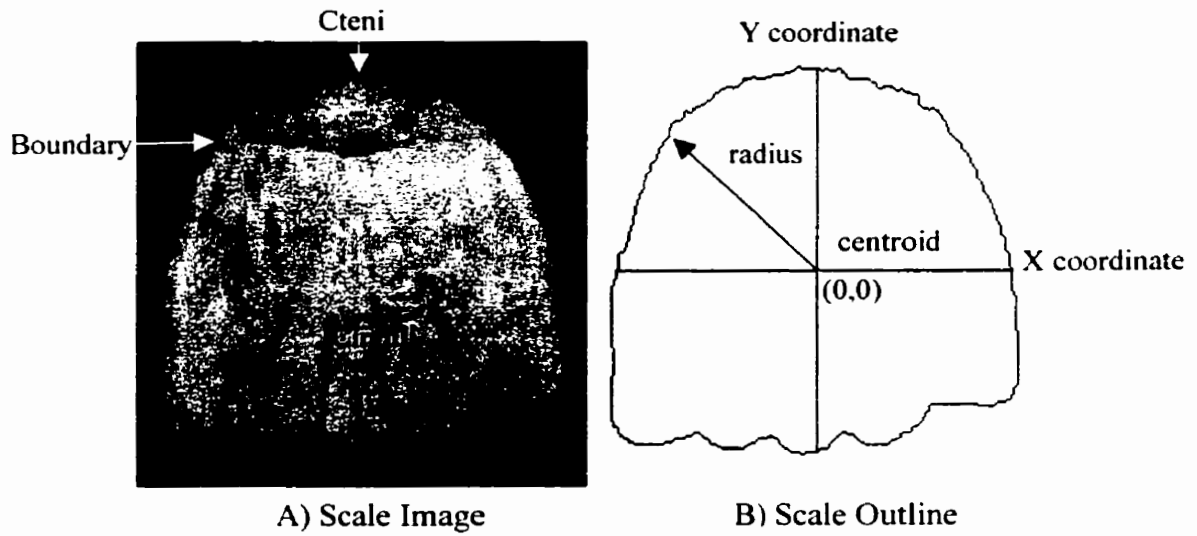 Cteni
Boundary
A) Scale Image
Y coordinate
radius
centroid
X coordinate
(0,0)
B) Scale Outline